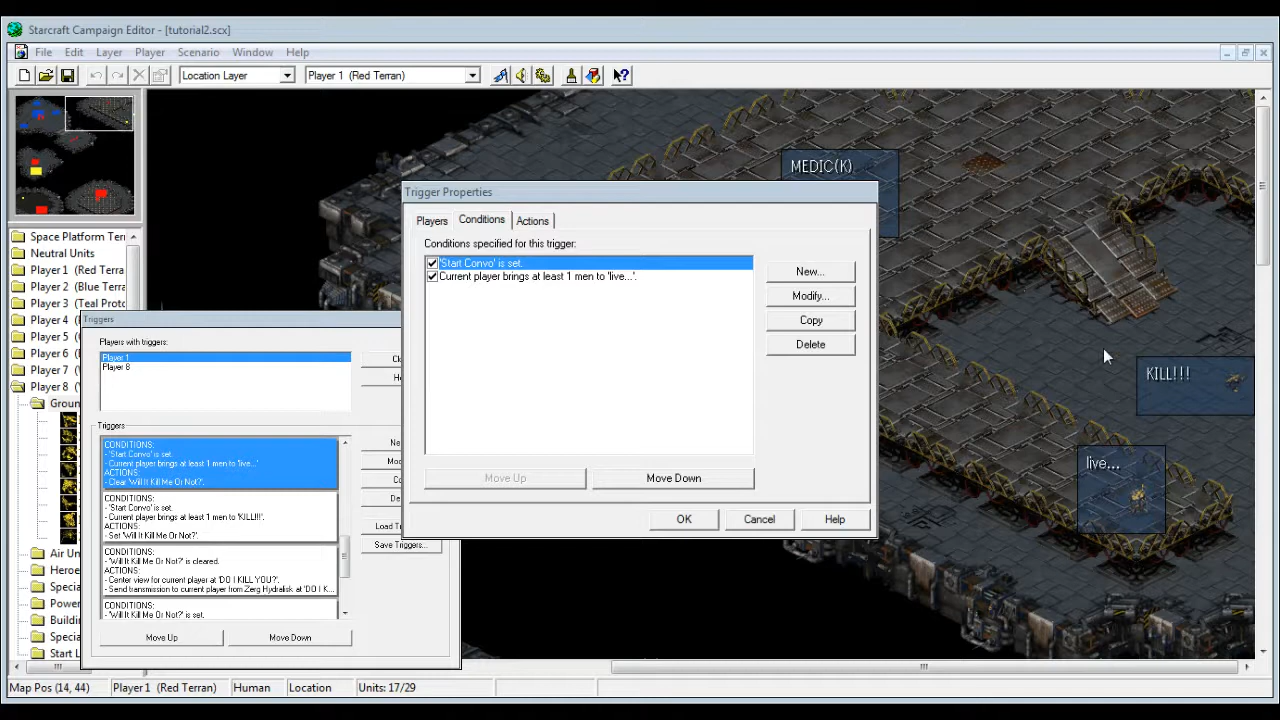 Starcraft Campaign Editor - [tutorial2.scx]
File Edit Layer Player Scenario Window Help
Location Layer
Player 1 (Red Terran)
MEDIC(K)
KILL!!!
live...
Space Platform Terr
Neutral Units
Player 1 (Red Terra
Player 2 (Blue Terra
Player 3 (Teal Proto
Player 4
Player 5
Player 6
Player 7
Player 8
Groun
Air Un
Heroe
Specia
Power
Buildin
Specia
Start L
Triggers
Players with triggers:
Player 1
Player 8
Triggers
CONDITIONS:
- 'Start Convo' is set.
- Current player brings at least 1 men to 'live...'.
ACTIONS:
- Clear 'Will It Kill Me Or Not?'.
CONDITIONS:
- 'Start Convo' is set.
- Current player brings at least 1 men to 'KILL!!!'.
ACTIONS:
- Set 'Will It Kill Me Or Not?'.
CONDITIONS:
- 'Will It Kill Me Or Not?' is cleared.
ACTIONS:
- Center view for current player at 'DO I KILL YOU?'.
- Send transmission to current player from Zerg Hydralisk at 'DO I K...
CONDITIONS:
- 'Will It Kill Me Or Not?' is set.
Move Up
Move Down
Load Tr
Save Triggers...
Trigger Properties
Players Conditions Actions
Conditions specified for this trigger:
'Start Convo' is set.
Current player brings at least 1 men to 'live...'.
New...
Modify...
Copy
Delete
Move Up
Move Down
OK
Cancel
Help
Map Pos (14, 44)
Player 1 (Red Terran)
Human
Location
Units: 17/29